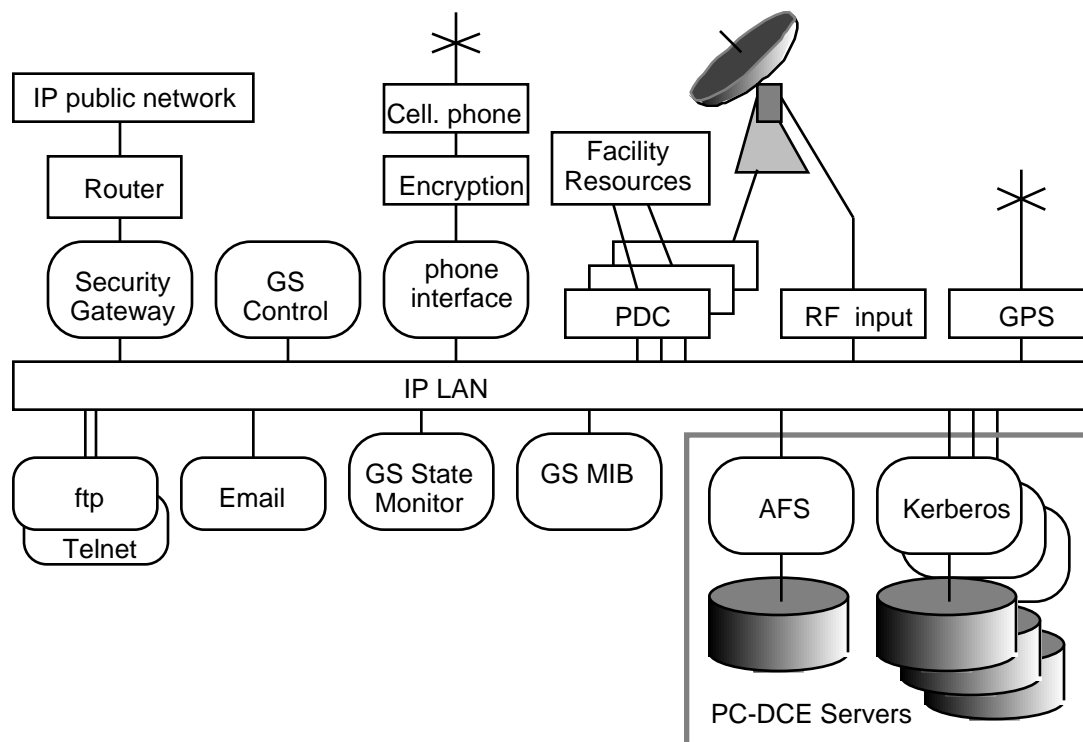 IP public network
Cell. phone
Router
Encryption
Facility
Resources
Security
Gateway
GS
Control
phone
interface
PDC
RF input
GPS
IP LAN
ftp
Telnet
Email
GS State
Monitor
GS MIB
AFS
Kerberos
PC-DCE Servers